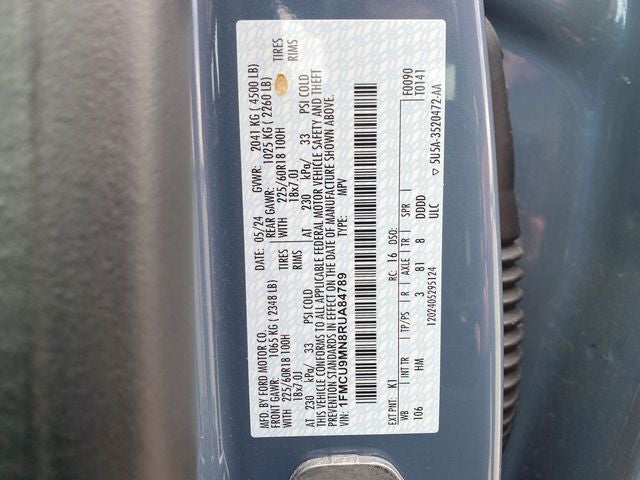 MFD. BY FORD MOTOR CO.
DATE: 05/24 GVWR: 2041 KG ( 4500 LB)
FRONT GAWR: 1065 KG ( 2348 LB) REAR GAWR: 1025 KG ( 2260 LB)
WITH 225/60R18 100H TIRES WITH 225/60R18 100H TIRES
18x7.0J RIMS 18x7.0J RIMS
AT 230 kPa/ 33 PSI COLD AT 230 kPa/ 33 PSI COLD
THIS VEHICLE CONFORMS TO ALL APPLICABLE FEDERAL MOTOR VEHICLE SAFETY AND THEFT
PREVENTION STANDARDS IN EFFECT ON THE DATE OF MANUFACTURE SHOWN ABOVE.
VIN: 1FMCU9MN8RUA84789 TYPE: MPV
EXT PNT: K1 RC: 16 DSO: F0090
WB INT TR TP/PS R AXLE TR SPR T0141
106 HM 3 81 8 DDDD ▽ 5U5A-3520472-AA
1202405295124 ULC